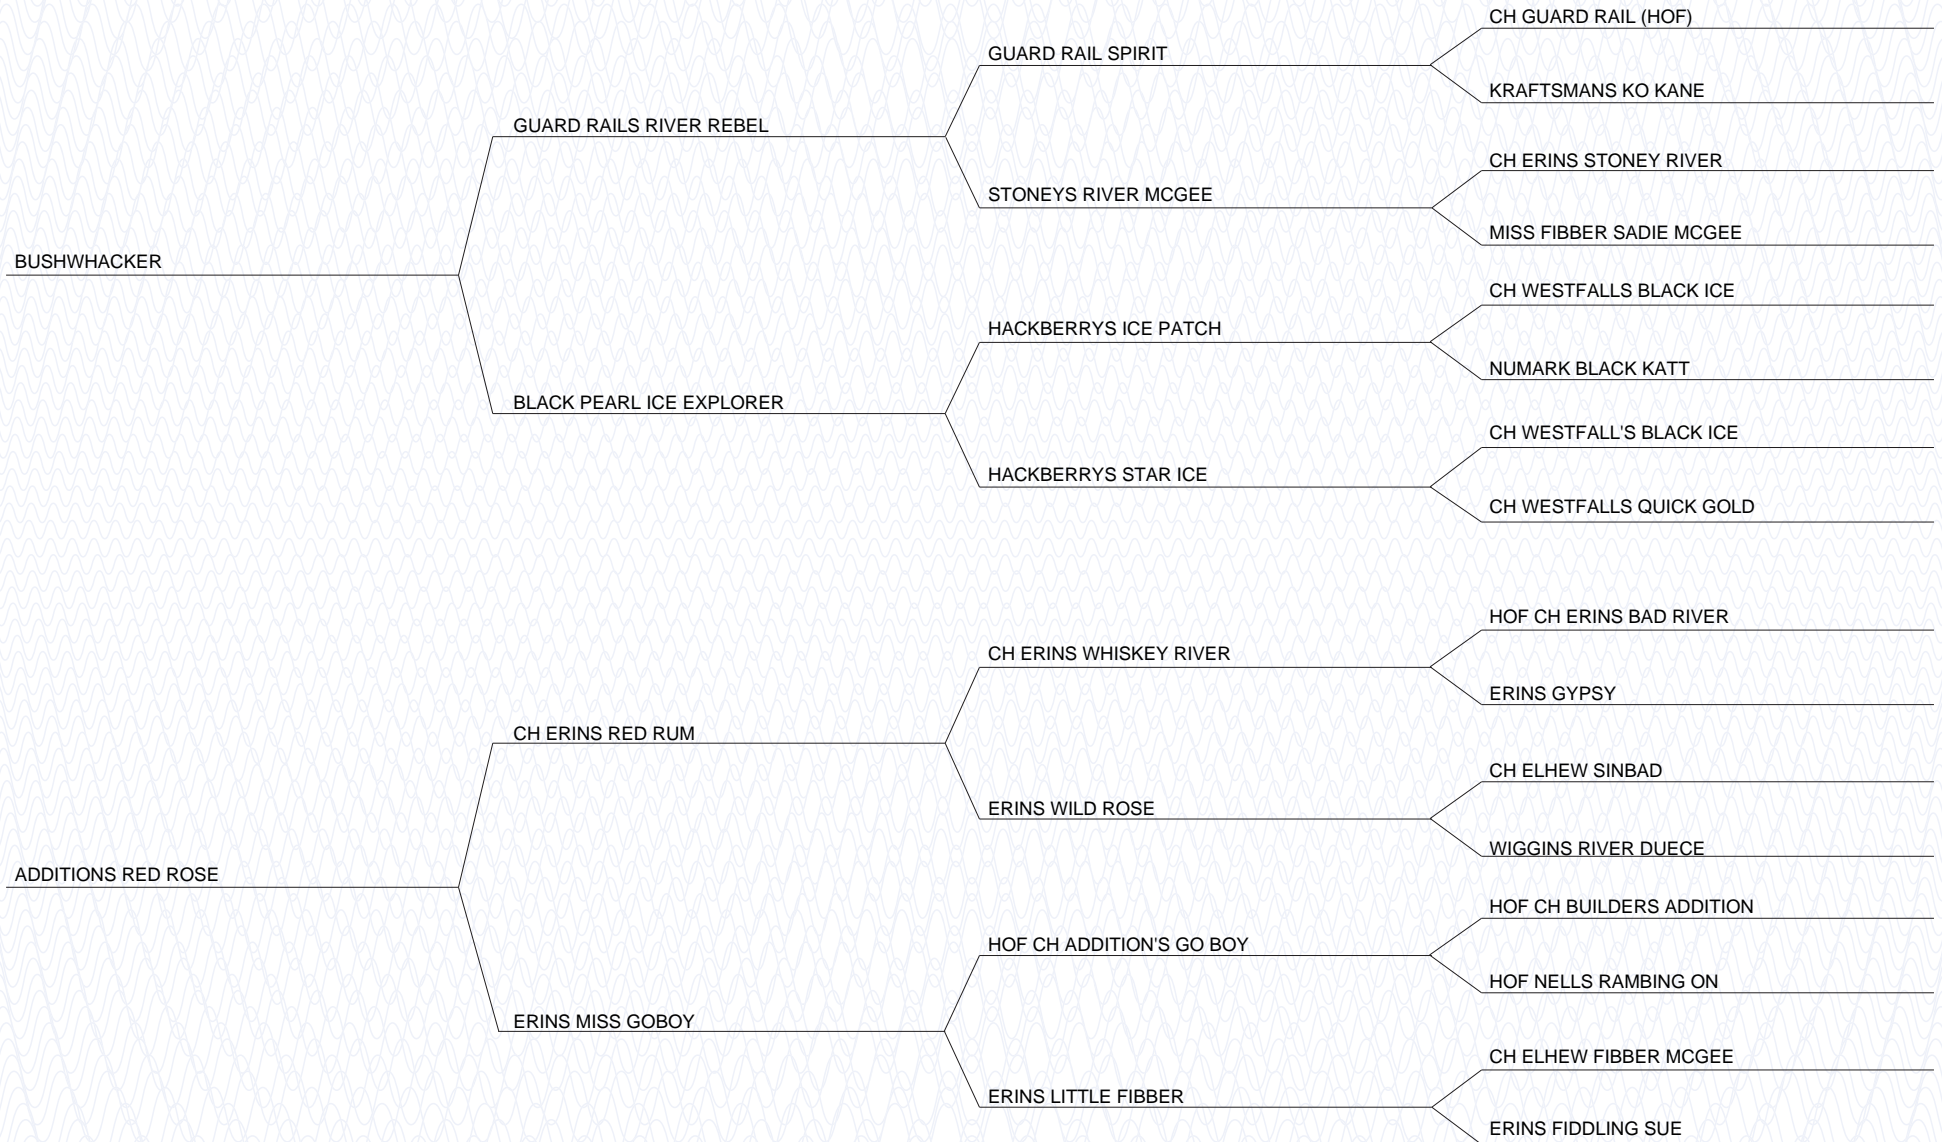 CH GUARD RAIL (HOF)
GUARD RAIL SPIRIT
KRAFTSMANS KO KANE
GUARD RAILS RIVER REBEL
CH ERINS STONEY RIVER
STONEYS RIVER MCGEE
MISS FIBBER SADIE MCGEE
BUSHWHACKER
CH WESTFALLS BLACK ICE
HACKBERRYS ICE PATCH
NUMARK BLACK KATT
BLACK PEARL ICE EXPLORER
CH WESTFALL'S BLACK ICE
HACKBERRYS STAR ICE
CH WESTFALLS QUICK GOLD
HOF CH ERINS BAD RIVER
CH ERINS WHISKEY RIVER
ERINS GYPSY
CH ERINS RED RUM
CH ELHEW SINBAD
ERINS WILD ROSE
WIGGINS RIVER DUECE
ADDITIONS RED ROSE
HOF CH BUILDERS ADDITION
HOF CH ADDITION'S GO BOY
HOF NELLS RAMBING ON
ERINS MISS GOBOY
CH ELHEW FIBBER MCGEE
ERINS LITTLE FIBBER
ERINS FIDDLING SUE